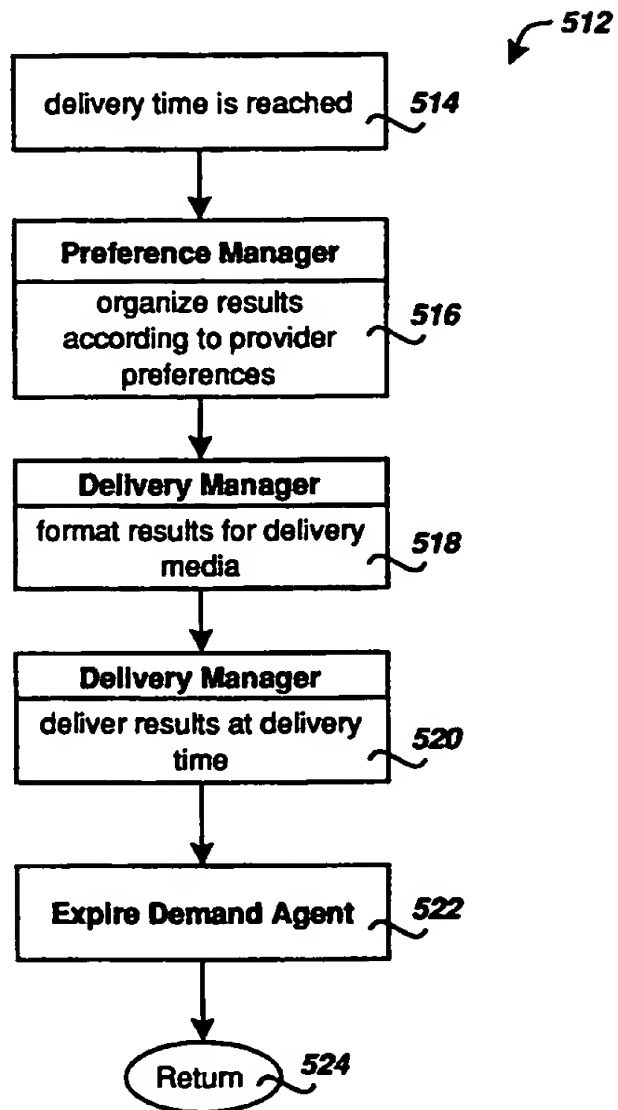 512
delivery time is reached
514
Preference Manager
organize results
according to provider
preferences
516
Delivery Manager
format results for delivery
media
518
Delivery Manager
deliver results at delivery
time
520
Expire Demand Agent
522
Return
524